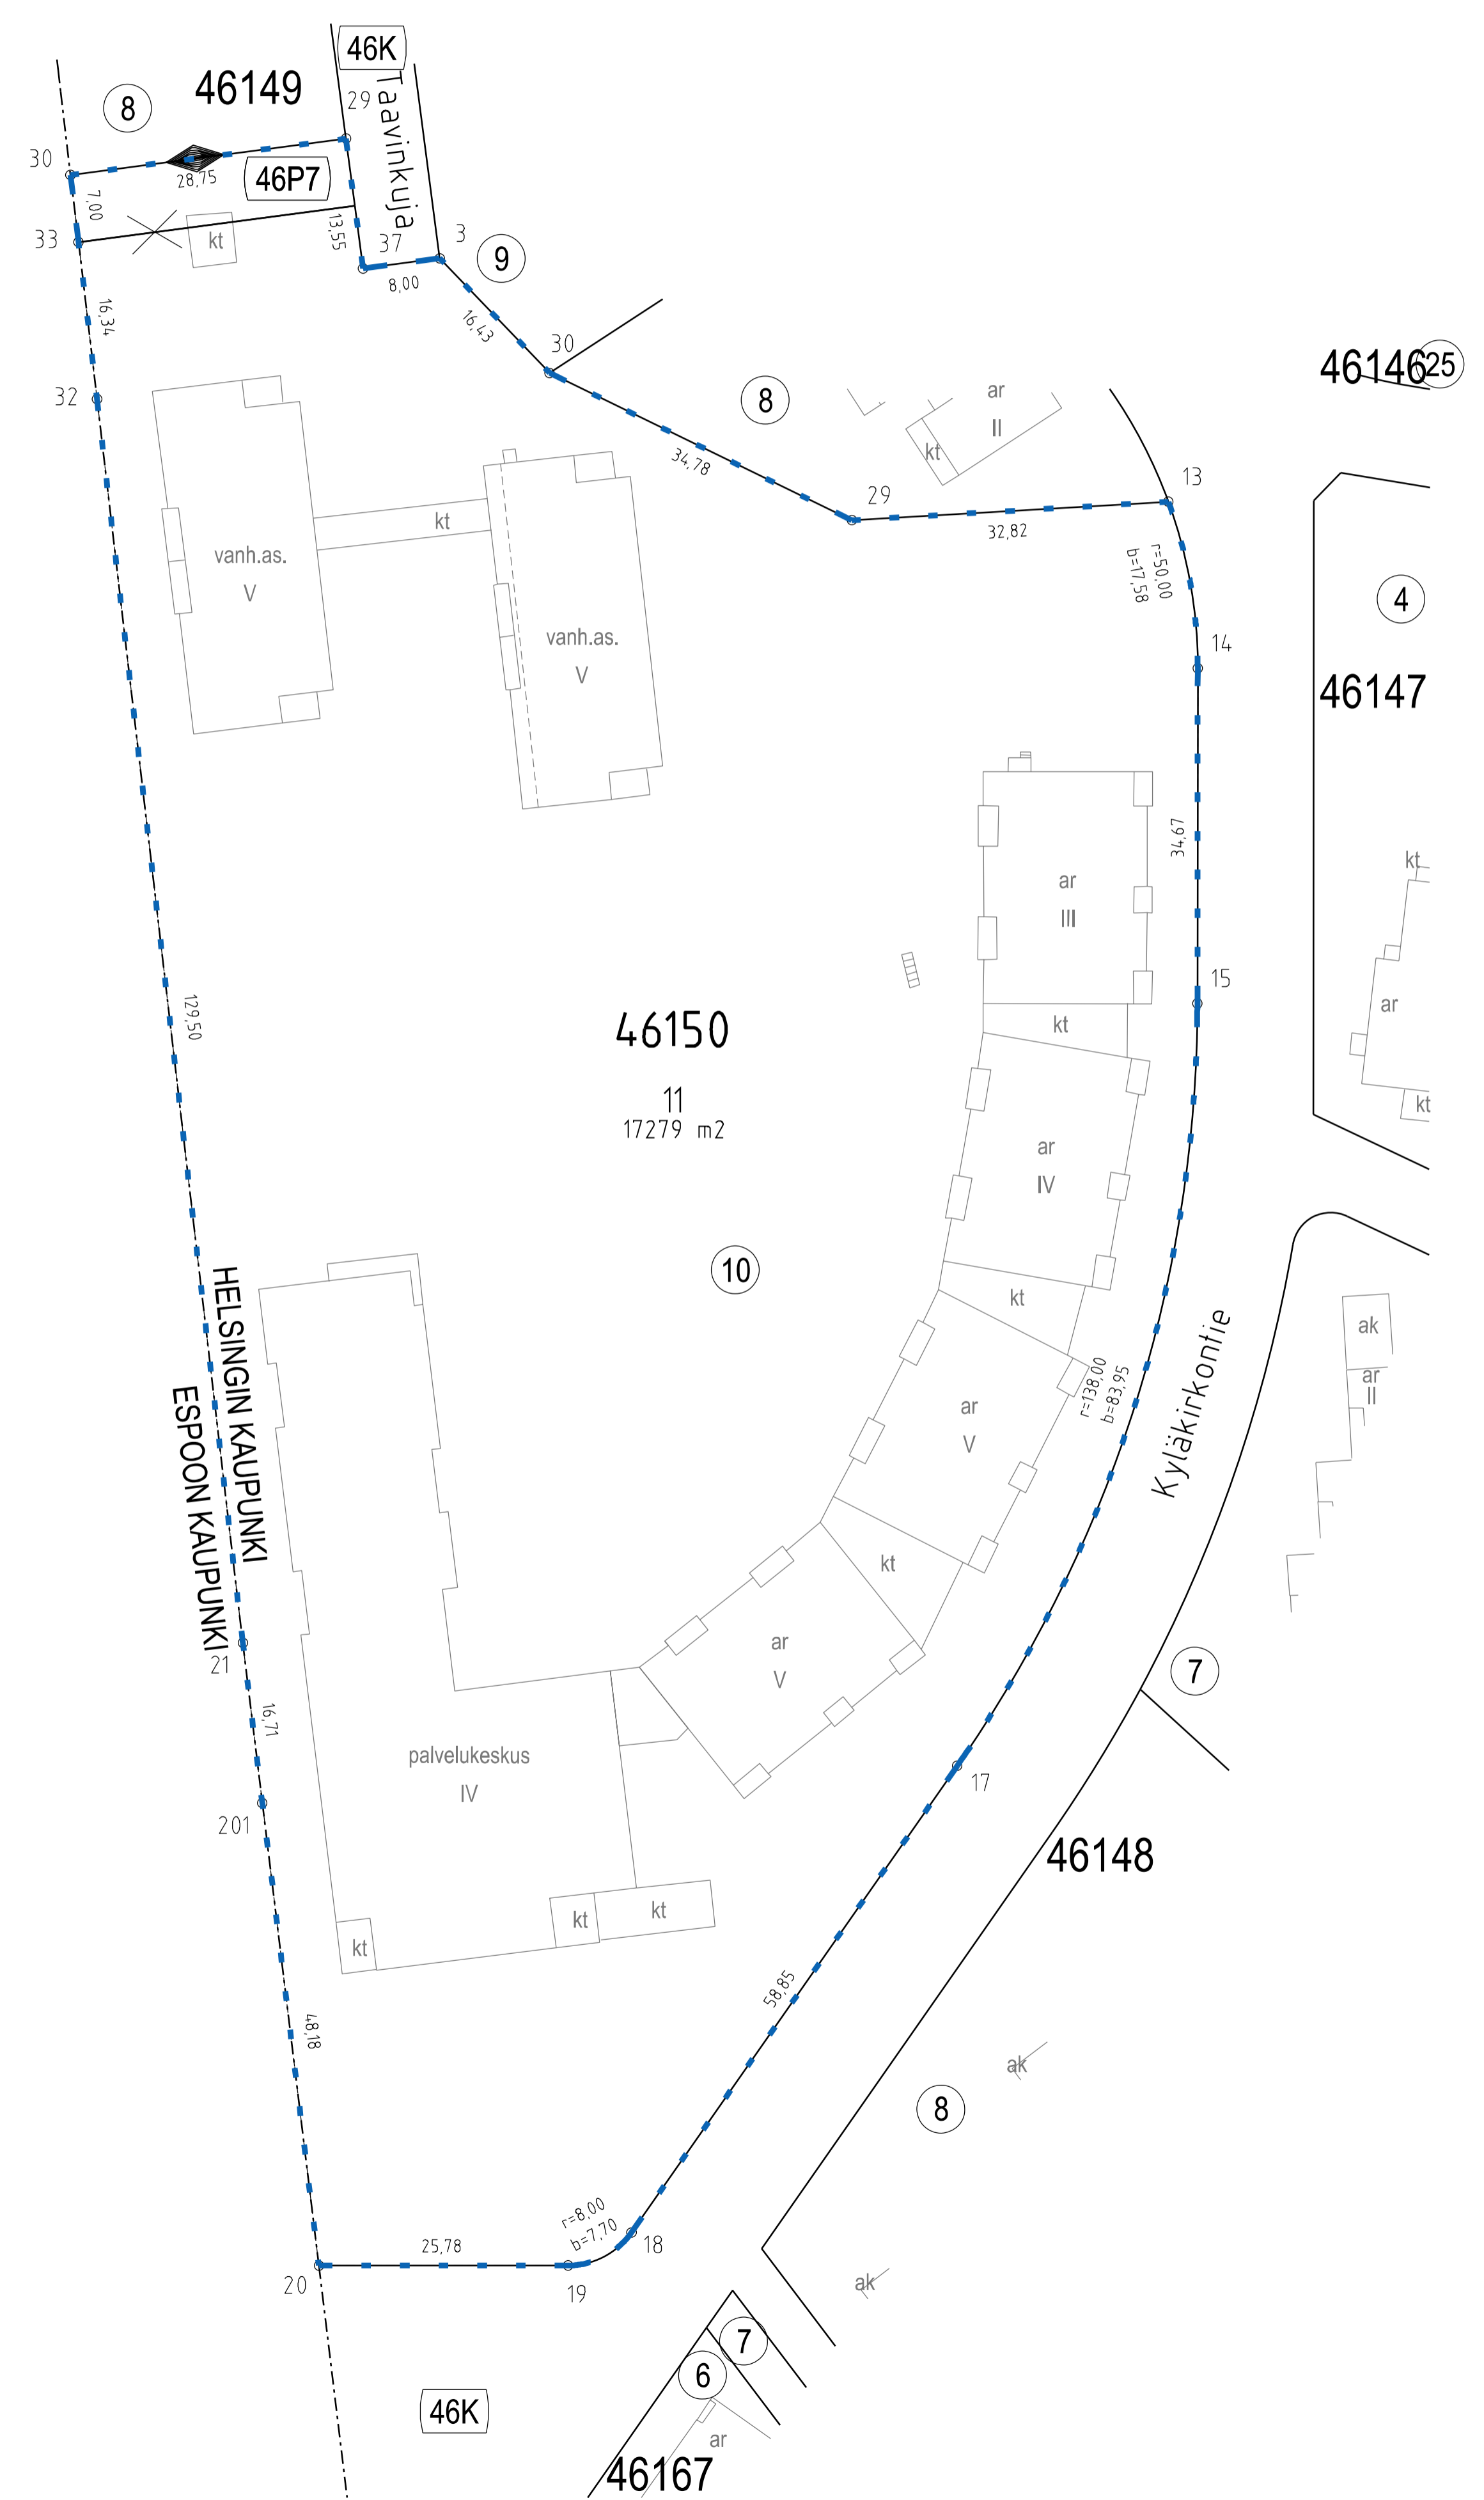 46K
46149
8
29
Taavinkuja
30
28,75
46P7
7,00
33
kt
13,55
37
3
8,00
9
16,34
16,43
30
32
8
ar
II
kt
46146
25
34,78
29
13
32,82
r=50,00
b=17,58
kt
vanh.as.
V
vanh.as.
V
4
14
46147
34,67
kt
ar
III
15
129,50
46150
11
17279 m2
kt
ar
kt
ar
IV
10
kt
HELSINGIN KAUPUNKI
ESPOON KAUPUNKI
Kyläkirkontie
ak
ar
II
r=138,00
b=83,95
ar
V
kt
21
ar
V
7
16,71
palvelukeskus
IV
17
201
46148
kt
kt
kt
58,85
48,18
ak
8
r=8,00
b=7,70
25,78
18
20
19
ak
7
6
46K
ar
46167